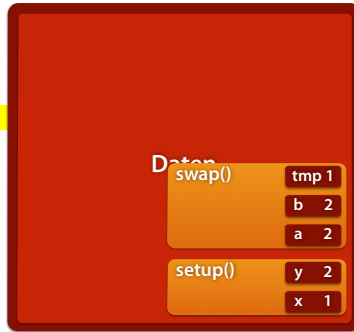 Daten
swap()
tmp 1
b 2
a 2
setup()
y 2
x 1